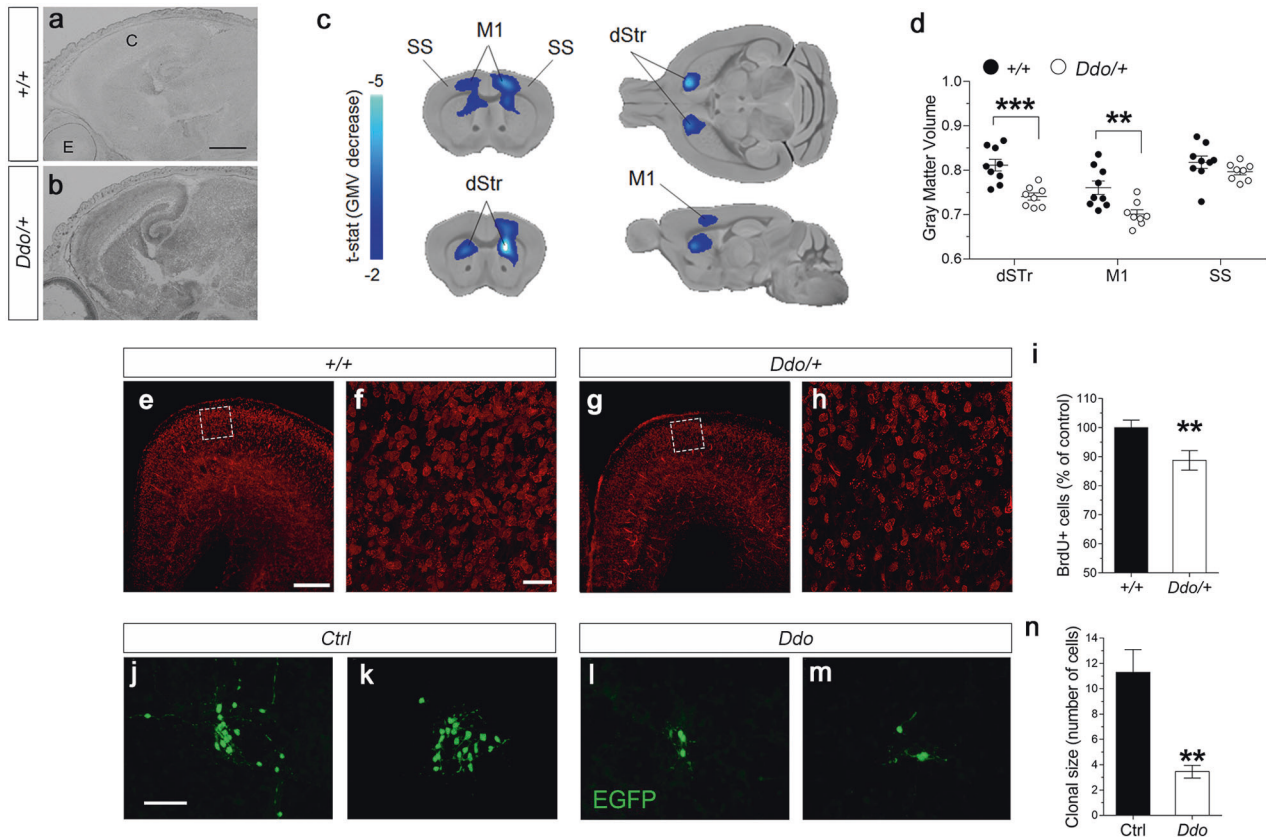 a
+/+
C
E
b
Ddo/+
c
SS
M1
SS
dStr
-5
t-stat (GMV decrease)
-2
dStr
M1
d
+/+
Ddo/+
Gray Matter Volume
1.0
0.9
0.8
0.7
0.6
***
**
dSTr
M1
SS
+/+
Ddo/+
e
f
g
h
i
BrdU+ cells (% of control)
110
100
90
80
70
60
50
**
+/+
Ddo/+
Ctrl
Ddo
j
k
l
EGFP
m
n
Clonal size (number of cells)
14
12
10
8
6
4
2
0
**
Ctrl
Ddo